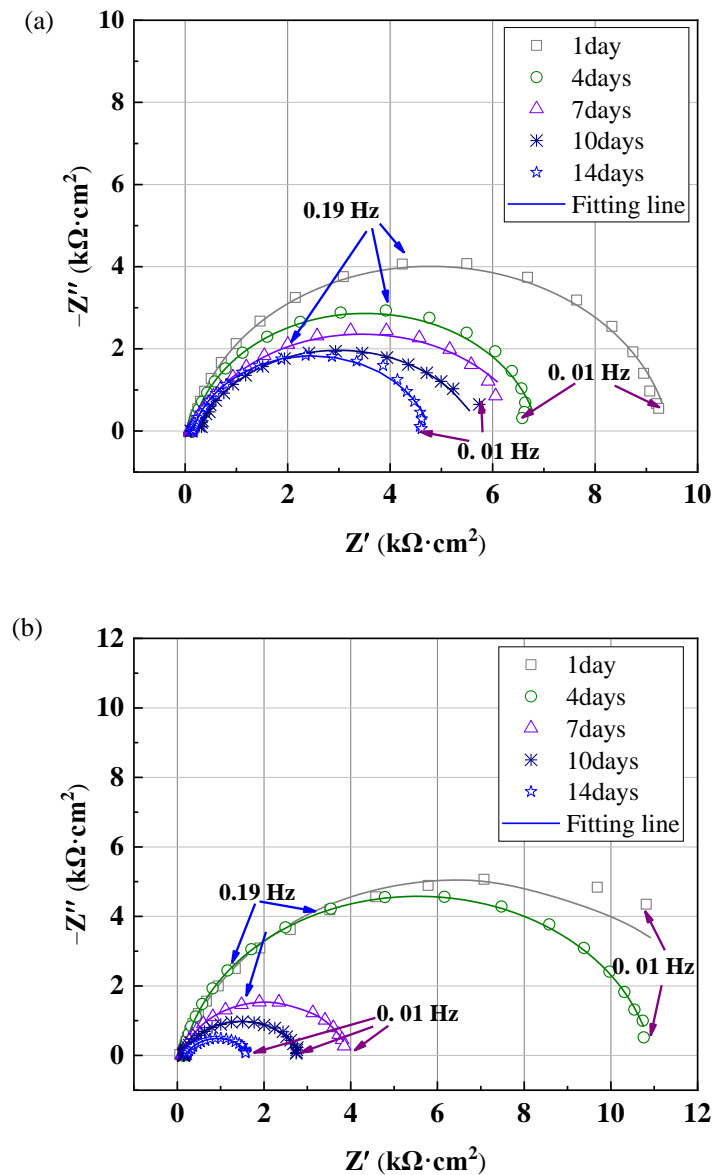 (a)
10
8
6
4
2
0
0
2
4
6
8
10
–Z″ (kΩ·cm²)
Z′ (kΩ·cm²)
1day
4days
7days
10days
14days
Fitting line
0.19 Hz
0. 01 Hz
0. 01 Hz
(b)
12
10
8
6
4
2
0
0
2
4
6
8
10
12
–Z″ (kΩ·cm²)
Z′ (kΩ·cm²)
1day
4days
7days
10days
14days
Fitting line
0.19 Hz
0. 01 Hz
0. 01 Hz